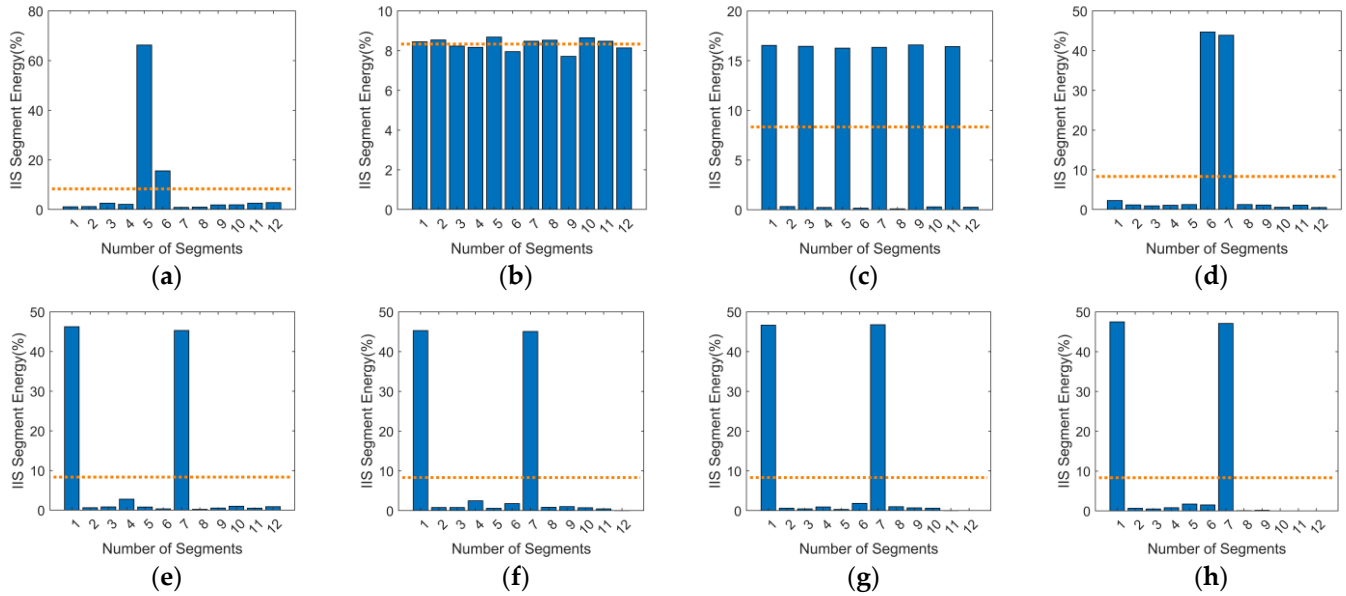 IIS Segment Energy(%)
80
60
40
20
0
1 2 3 4 5 6 7 8 9 10 11 12
Number of Segments
(a)
IIS Segment Energy(%)
10
8
6
4
2
0
1 2 3 4 5 6 7 8 9 10 11 12
Number of Segments
(b)
IIS Segment Energy(%)
20
15
10
5
0
1 2 3 4 5 6 7 8 9 10 11 12
Number of Segments
(c)
IIS Segment Energy(%)
50
40
30
20
10
0
1 2 3 4 5 6 7 8 9 10 11 12
Number of Segments
(d)
IIS Segment Energy(%)
50
40
30
20
10
0
1 2 3 4 5 6 7 8 9 10 11 12
Number of Segments
(e)
IIS Segment Energy(%)
50
40
30
20
10
0
1 2 3 4 5 6 7 8 9 10 11 12
Number of Segments
(f)
IIS Segment Energy(%)
50
40
30
20
10
0
1 2 3 4 5 6 7 8 9 10 11 12
Number of Segments
(g)
IIS Segment Energy(%)
50
40
30
20
10
0
1 2 3 4 5 6 7 8 9 10 11 12
Number of Segments
(h)